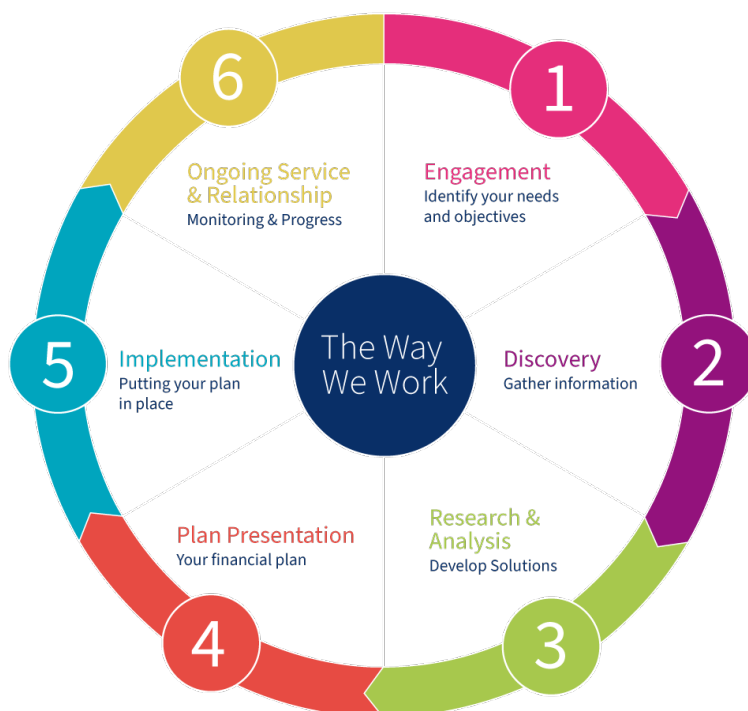 The Way
We Work
1
Engagement
Identify your needs
and objectives
2
Discovery
Gather information
3
Research &
Analysis
Develop Solutions
4
Plan Presentation
Your financial plan
5
Implementation
Putting your plan
in place
6
Ongoing Service
& Relationship
Monitoring & Progress